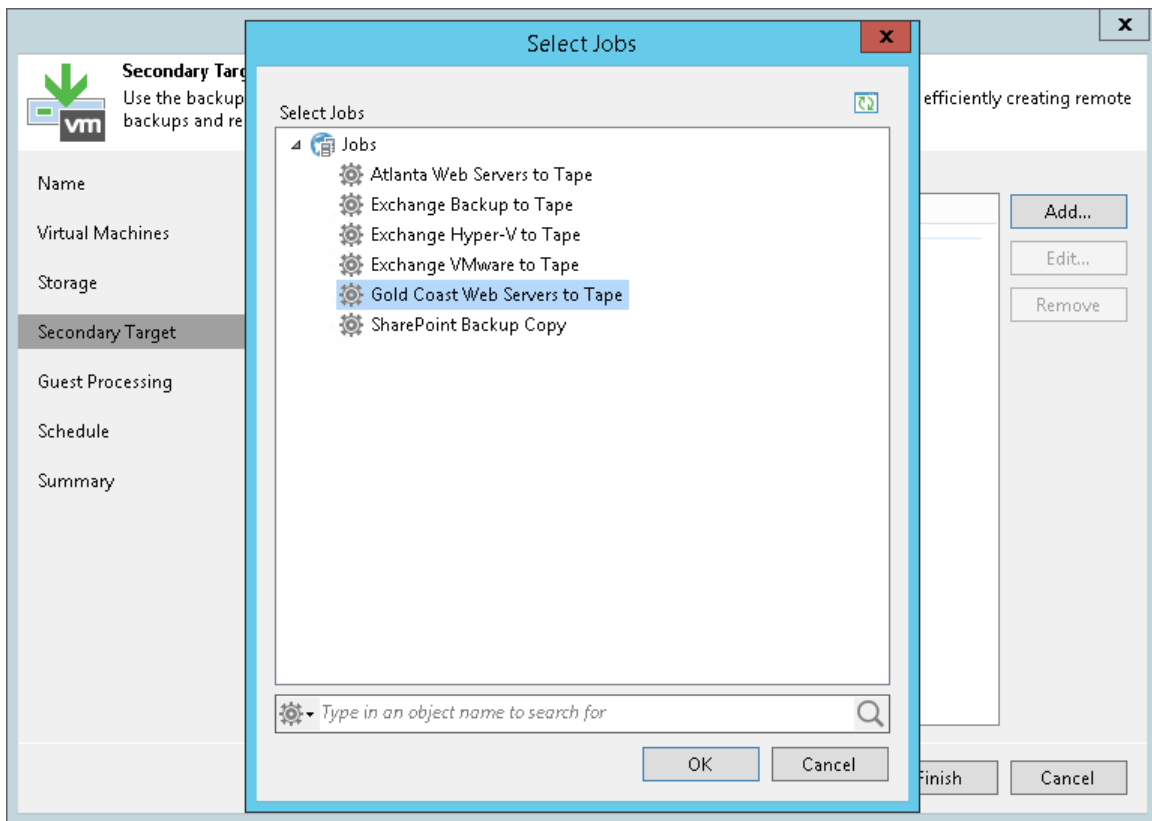 x
Select Jobs
x
Secondary Targ
Use the backup
backups and re
efficiently creating remote
Select Jobs
Jobs
Atlanta Web Servers to Tape
Exchange Backup to Tape
Exchange Hyper-V to Tape
Exchange VMware to Tape
Gold Coast Web Servers to Tape
SharePoint Backup Copy
vm
Name
Virtual Machines
Storage
Secondary Target
Guest Processing
Schedule
Summary
Add...
Edit...
Remove
Type in an object name to search for
OK
Cancel
Finish
Cancel